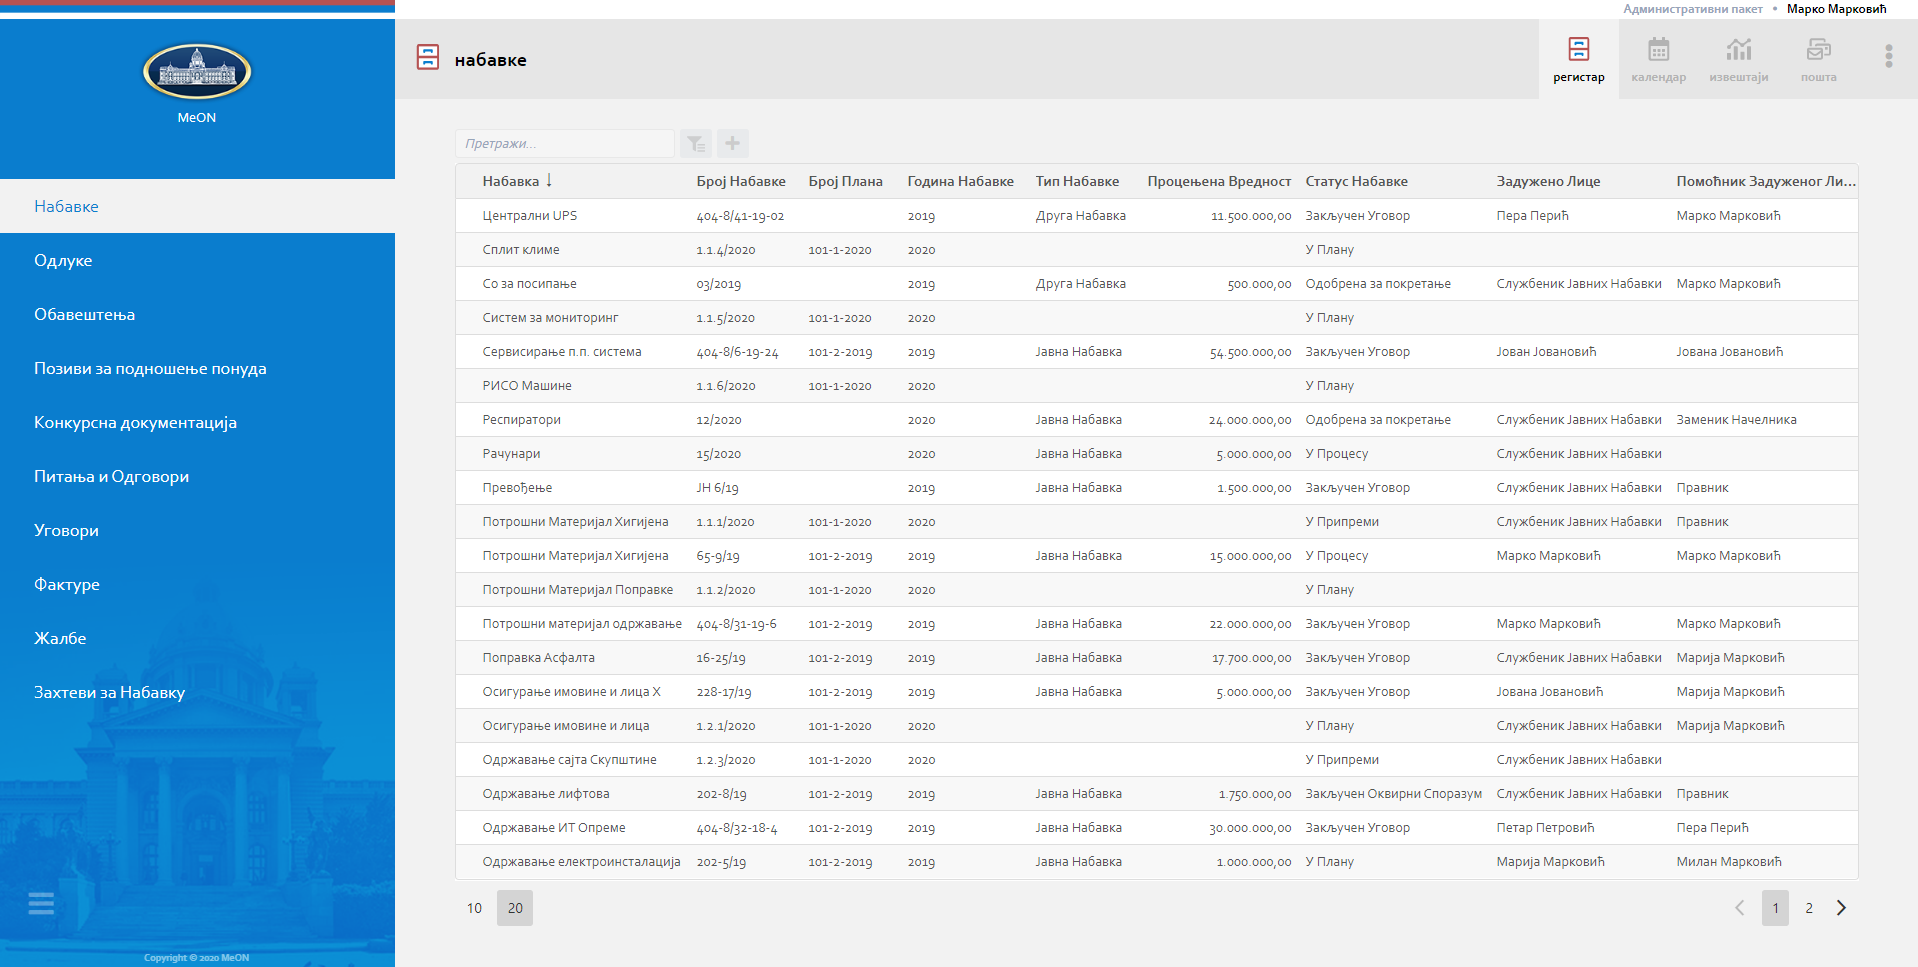 Административни пакет • Марко Марковић
MeON
набавке
регистар
календар
извештаји
пошта
Набавке
Одлуке
Обавештења
Позиви за подношење понуда
Конкурсна документација
Питања и Одговори
Уговори
Фактуре
Жалбе
Захтеви за Набавку
Copyright © 2020 MeON
Претражи...
Набавка ↓ Број Набавке Број Плана Година Набавке Тип Набавке Процењена Вредност Статус Набавке Задужено Лице Помоћник Задуженог Ли...
Централни UPS 404-8/41-19-02 2019 Друга Набавка 11.500.000,00 Закључен Уговор Пера Перић Марко Марковић
Сплит климе 1.1.4/2020 101-1-2020 2020 У Плану
Со за посипање 03/2019 2019 Друга Набавка 500.000,00 Одобрена за покретање Службеник Јавних Набавки Марко Марковић
Систем за мониторинг 1.1.5/2020 101-1-2020 2020 У Плану
Сервисирање п.п. система 404-8/6-19-24 101-2-2019 2019 Јавна Набавка 54.500.000,00 Закључен Уговор Јован Јовановић Јована Јовановић
РИСО Машине 1.1.6/2020 101-1-2020 2020 У Плану
Респиратори 12/2020 2020 Јавна Набавка 24.000.000,00 Одобрена за покретање Службеник Јавних Набавки Заменик Начелника
Рачунари 15/2020 2020 Јавна Набавка 5.000.000,00 У Процесу Службеник Јавних Набавки
Превођење ЈН 6/19 2019 Јавна Набавка 1.500.000,00 Закључен Уговор Службеник Јавних Набавки Правник
Потрошни Материјал Хигијена 1.1.1/2020 101-1-2020 2020 У Припреми Службеник Јавних Набавки Правник
Потрошни Материјал Хигијена 65-9/19 101-2-2019 2019 Јавна Набавка 15.000.000,00 У Процесу Марко Марковић Марко Марковић
Потрошни Материјал Поправке 1.1.2/2020 101-1-2020 2020 У Плану
Потрошни материјал одржавање 404-8/31-19-6 101-2-2019 2019 Јавна Набавка 22.000.000,00 Закључен Уговор Марко Марковић Марко Марковић
Поправка Асфалта 16-25/19 101-2-2019 2019 Јавна Набавка 17.700.000,00 Закључен Уговор Службеник Јавних Набавки Марија Марковић
Осигурање имовине и лица X 228-17/19 101-2-2019 2019 Јавна Набавка 5.000.000,00 Закључен Уговор Јована Јовановић Марија Марковић
Осигурање имовине и лица 1.2.1/2020 101-1-2020 2020 У Плану Службеник Јавних Набавки Марија Марковић
Одржавање сајта Скупштине 1.2.3/2020 101-1-2020 2020 У Припреми Службеник Јавних Набавки
Одржавање лифтова 202-8/19 101-2-2019 2019 Јавна Набавка 1.750.000,00 Закључен Оквирни Споразум Службеник Јавних Набавки Правник
Одржавање ИТ Опреме 404-8/32-18-4 101-2-2019 2019 Јавна Набавка 30.000.000,00 Закључен Уговор Петар Петровић Пера Перић
Одржавање електроинсталација 202-5/19 101-2-2019 2019 Јавна Набавка 1.000.000,00 У Плану Марија Марковић Милан Марковић
10 20 1 2